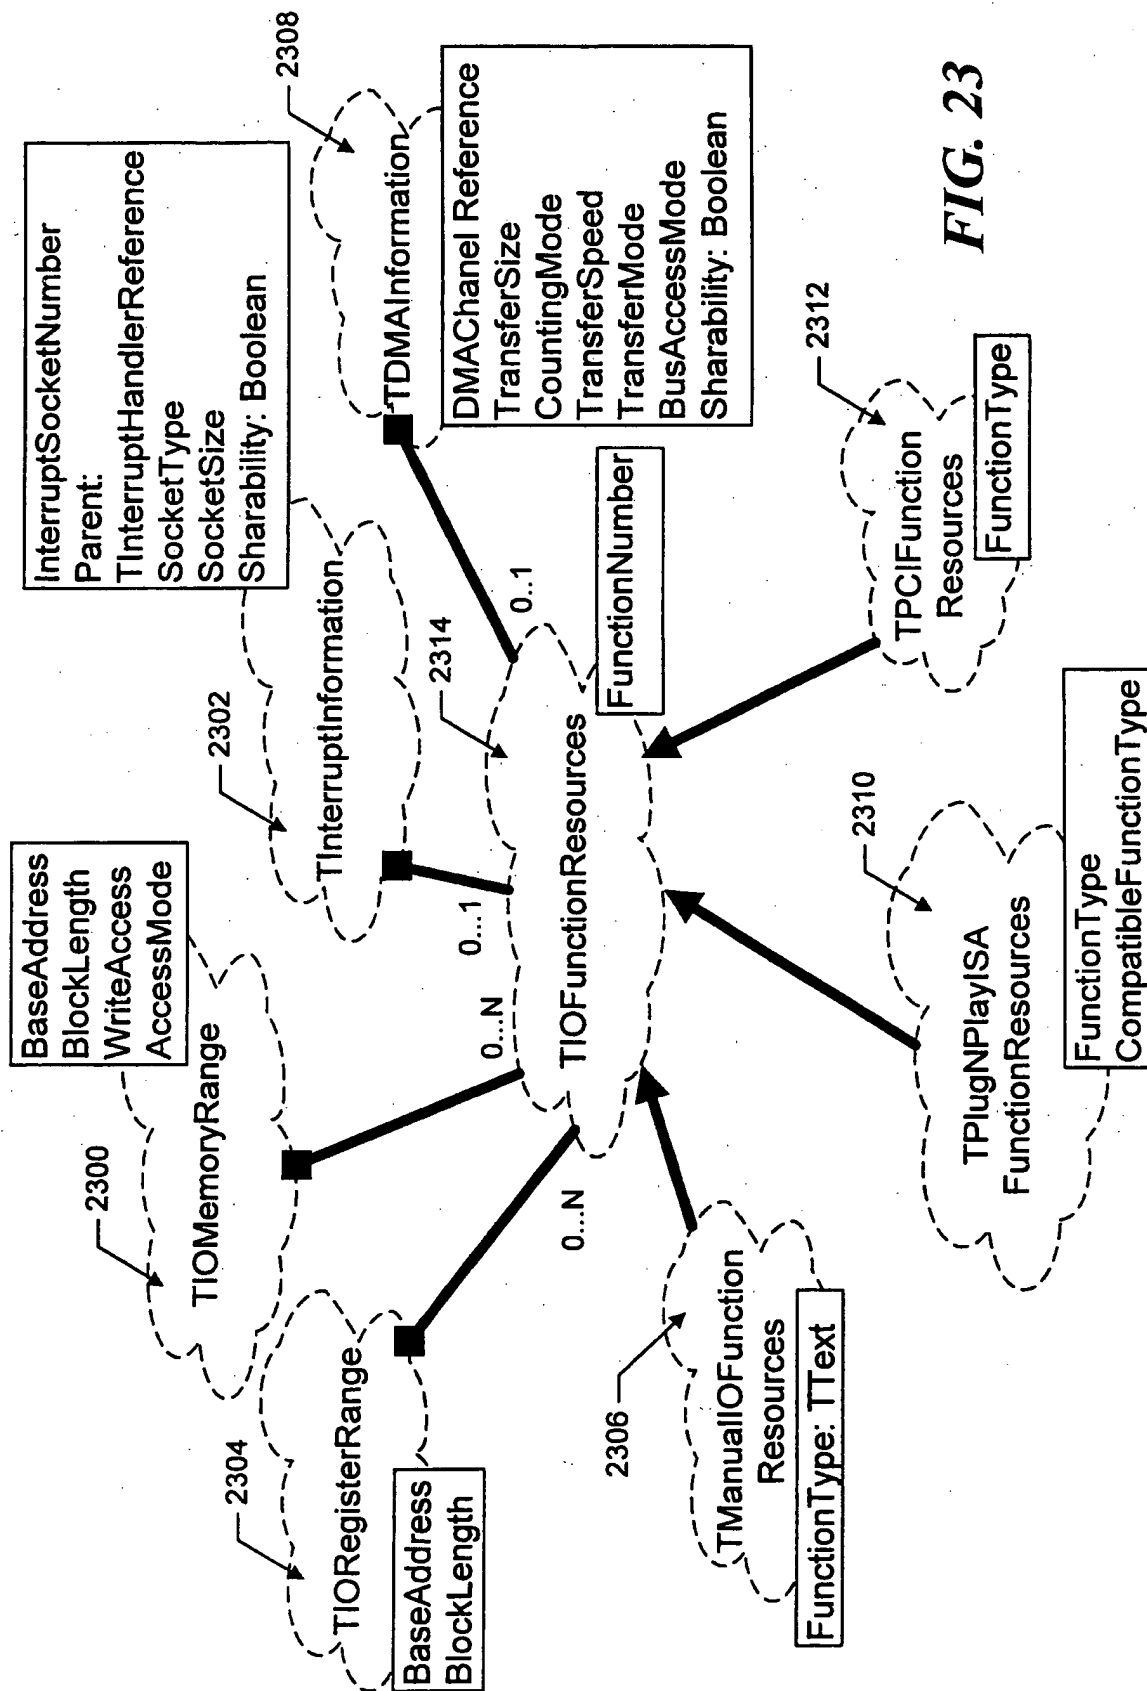 2308
InterruptSocketNumber
Parent:
TInterruptHandlerReference
SocketType
SocketSize
Sharability: Boolean
TDMAInformation
DMAChanel Reference
TransferSize
CountingMode
TransferSpeed
TransferMode
BusAccessMode
Sharability: Boolean
BaseAddress
BlockLength
WriteAccess
AccessMode
2302
TInterruptInformation
2300
TIOMemoryRange
2304
TIORegisterRange
BaseAddress
BlockLength
0...N
0...N
0...1
0...1
2314
TIOFunctionResources
FunctionNumber
2306
TManualIOFunction
Resources
FunctionType: TText
2310
TPlugNPlayISA
FunctionResources
FunctionType
CompatibleFunctionType
2312
TPCIFunction
Resources
FunctionType
FIG. 23